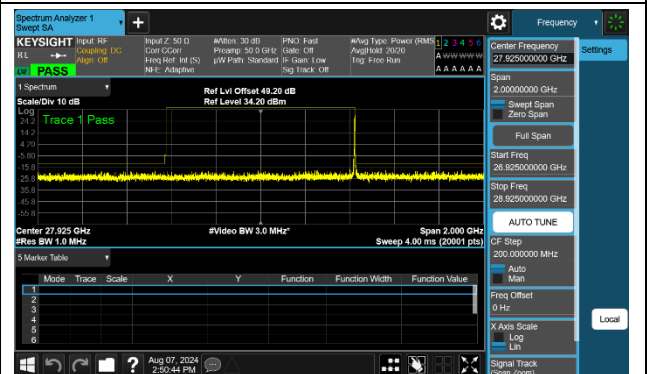 Spectrum Analyzer 1
Swept SA
+
Frequency
KEYSIGHT
RL
LNI PASS
Input: RF
Coupling: DC
Align: Off
Input Z: 50 Ω
Corr CCorr
Freq Ref: Int (S)
NFE: Adaptive
#Atten: 30 dB
Preamp: 50.0 GHz
µW Path: Standard
PNO: Fast
Gate: Off
IF Gain: Low
Sig Track: Off
#Avg Type: Power (RMS
Avg|Hold: 20/20
Trig: Free Run
1 2 3 4 5 6
A W W W W W
A A A A A A
1 Spectrum
Scale/Div 10 dB
Ref Lvl Offset 49.20 dB
Ref Level 34.20 dBm
Log
Trace 1 Pass
24.2
14.2
4.20
-5.80
-15.8
-25.8
-35.8
-45.8
-55.8
Center 27.925 GHz
#Res BW 1.0 MHz
#Video BW 3.0 MHz*
Span 2.000 GHz
Sweep 4.00 ms (20001 pts)
5 Marker Table
Mode Trace Scale X Y Function Function Width Function Value
1
2
3
4
5
6
Center Frequency
27.925000000 GHz
Span
2.00000000 GHz
Swept Span
Zero Span
Full Span
Start Freq
26.925000000 GHz
Stop Freq
28.925000000 GHz
AUTO TUNE
CF Step
200.000000 MHz
Auto
Man
Freq Offset
0 Hz
X Axis Scale
Log
Lin
Signal Track
(Span Zoom)
Settings
Local
?
Aug 07, 2024
2:50:44 PM